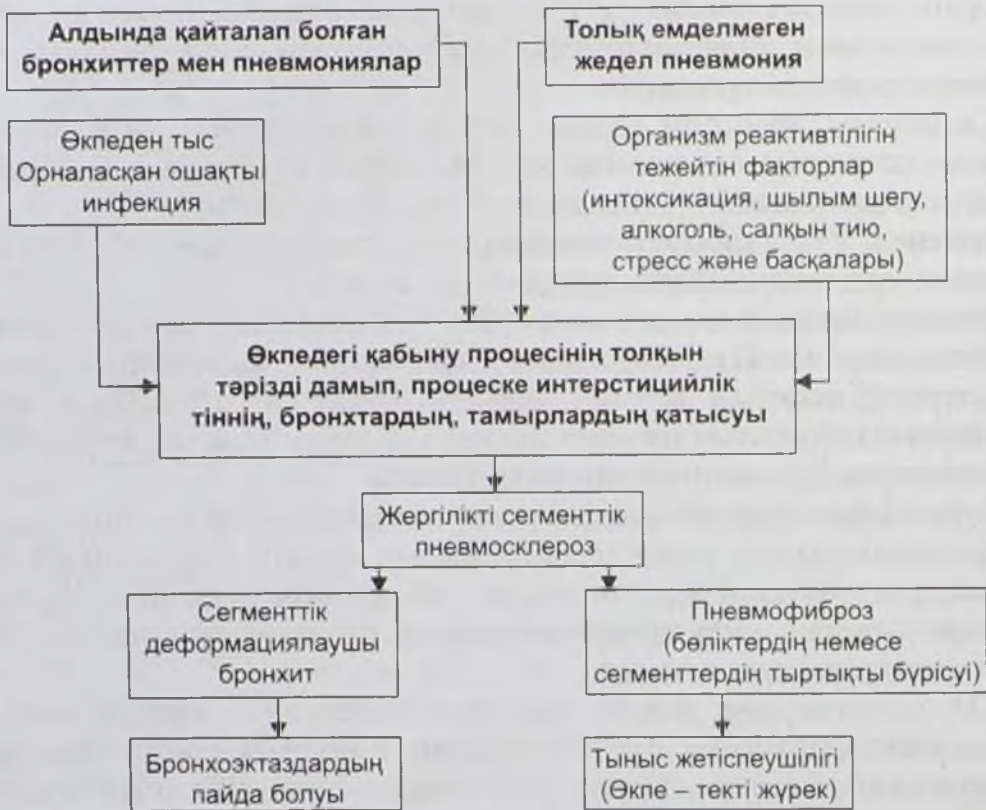 Алдында қайталап болған
бронхиттер мен пневмониялар
Толық емделмеген
жедел пневмония
Өкпеден тыс
Орналасқан ошақты
инфекция
Организм реактивтілігін
тежейтін факторлар
(интоксикация, шылым шегу,
алкоголь, салқын тию,
стресс және басқалары)
Өкпедегі қабыну процесінің толқын
тәрізді дамып, процеске интерстицийлік
тіннің, бронхтардың, тамырлардың қатысуы
Жергілікті сегменттік
пневмосклероз
Сегменттік
деформациялаушы
бронхит
Пневмофиброз
(бөліктердің немесе
сегменттердің тыртықты бүрісуі)
Бронхоэктаздардың
пайда болуы
Тыныс жетіспеушілігі
(Өкпе – текті жүрек)